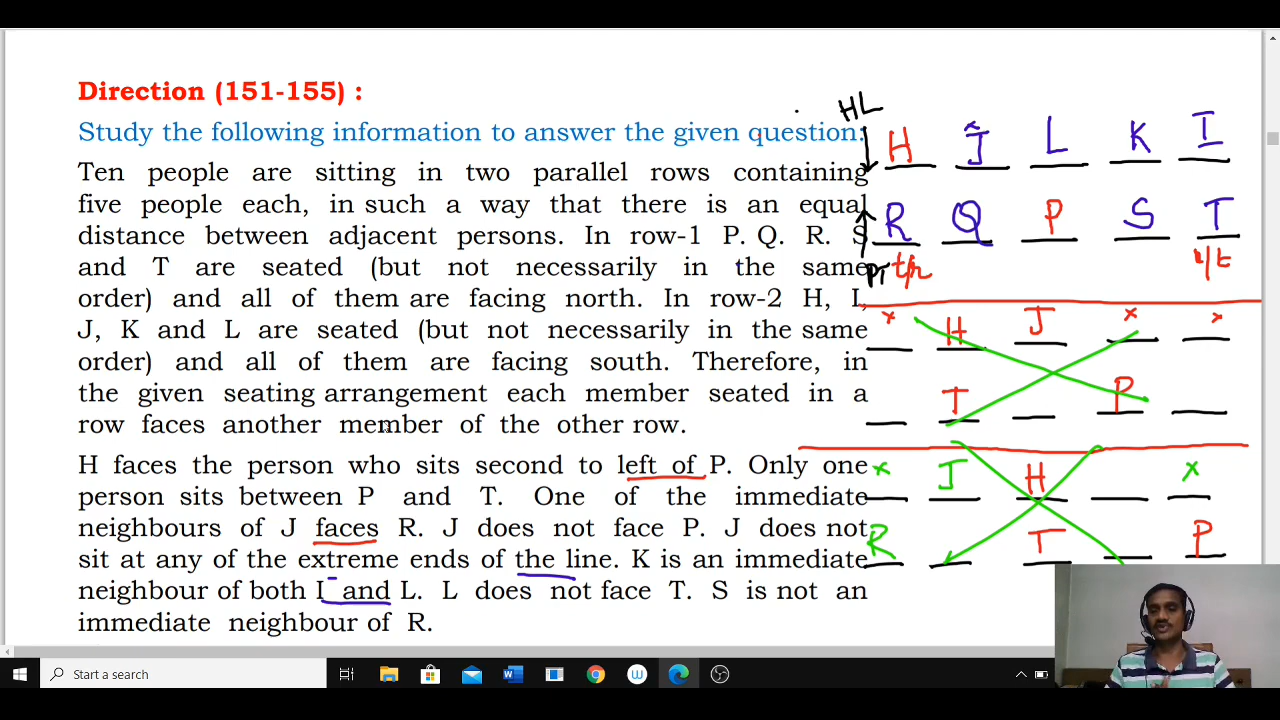 Direction (151-155) :
Study the following information to answer the given question:
Ten people are sitting in two parallel rows containing
five people each, in such a way that there is an equal
distance between adjacent persons. In row-1 P. Q. R. S
and T are seated (but not necessarily in the same
order) and all of them are facing north. In row-2 H, I,
J, K and L are seated (but not necessarily in the same
order) and all of them are facing south. Therefore, in
the given seating arrangement each member seated in a
row faces another member of the other row.
H faces the person who sits second to left of P. Only one
person sits between P and T. One of the immediate
neighbours of J faces R. J does not face P. J does not
sit at any of the extreme ends of the line. K is an immediate
neighbour of both I and L. L does not face T. S is not an
immediate neighbour of R.
HL
H J L K I
R Q P S T
PT t/r r/t
x H J x x
T P
x J H x
R T P
Start a search